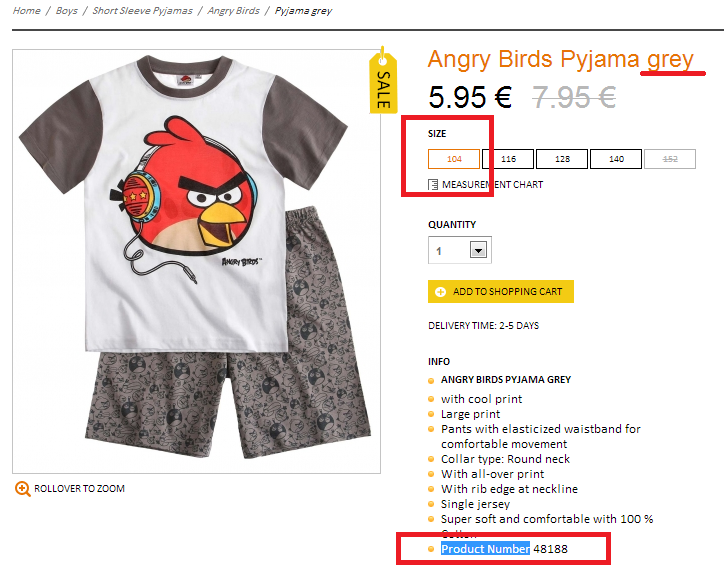 Home / Boys / Short Sleeve Pyjamas / Angry Birds / Pyjama grey
SALE
ANGRY BIRDS™
ROLLOVER TO ZOOM
Angry Birds Pyjama grey
5.95 € 7.95 €
SIZE
104 116 128 140 152
MEASUREMENT CHART
QUANTITY
1
ADD TO SHOPPING CART
DELIVERY TIME: 2-5 DAYS
INFO
ANGRY BIRDS PYJAMA GREY
with cool print
Large print
Pants with elasticized waistband for
comfortable movement
Collar type: Round neck
With all-over print
With rib edge at neckline
Single jersey
Super soft and comfortable with 100 %
Cotton
Product Number 48188